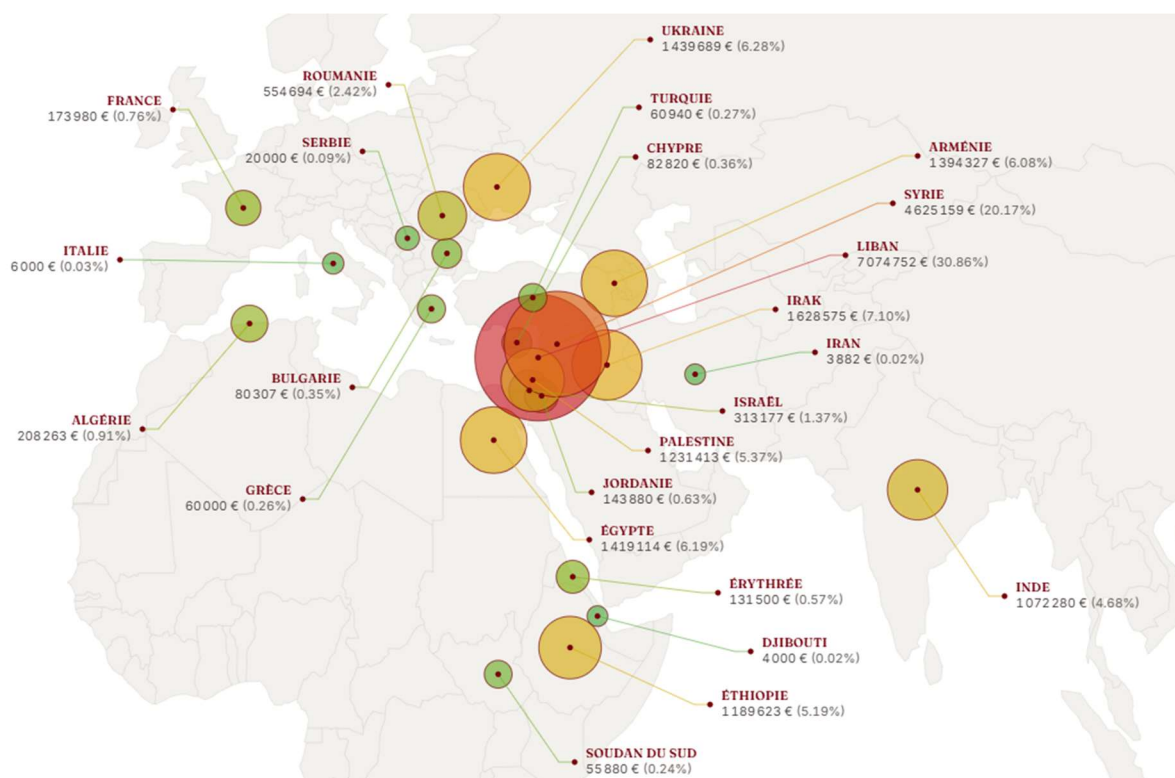 UKRAINE
1 439 689 € (6.28%)
ROUMANIE
554 694 € (2.42%)
FRANCE
173 980 € (0.76%)
TURQUIE
60 940 € (0.27%)
SERBIE
20 000 € (0.09%)
CHYPRE
82 820 € (0.36%)
ARMÉNIE
1 394 327 € (6.08%)
SYRIE
4 625 159 € (20.17%)
ITALIE
6 000 € (0.03%)
LIBAN
7 074 752 € (30.86%)
IRAK
1 628 575 € (7.10%)
IRAN
3 882 € (0.02%)
BULGARIE
80 307 € (0.35%)
ISRAËL
313 177 € (1.37%)
ALGÉRIE
208 263 € (0.91%)
PALESTINE
1 231 413 € (5.37%)
GRÈCE
60 000 € (0.26%)
JORDANIE
143 880 € (0.63%)
ÉGYPTE
1 419 114 € (6.19%)
ÉRYTHRÉE
131 500 € (0.57%)
INDE
1 072 280 € (4.68%)
DJIBOUTI
4 000 € (0.02%)
ÉTHIOPIE
1 189 623 € (5.19%)
SOUDAN DU SUD
55 880 € (0.24%)